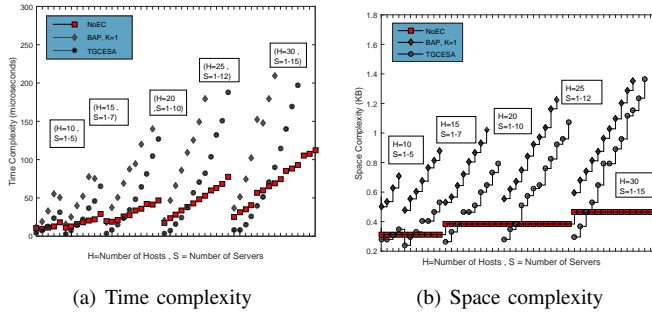 300
250
200
150
100
50
0
Time Complexity (microseconds)
NoEC
BAP, K=1
TGCESA
(H=10 ,
S=1-5)
(H=15 ,
S=1-7)
(H=20
,S=1-10)
(H=25 ,
S=1-12)
(H=30 ,
S=1-15)
H=Number of Hosts , S = Number of Servers
(a) Time complexity
1.8
1.6
1.4
1.2
1
0.8
0.6
0.4
0.2
Space complexity (KB)
NoEC
BAP, K=1
TGCESA
H=10
S=1-5
H=15
S=1-7
H=20
S=1-10
H=25
S=1-12
H=30
S=1-15
H=Number of Hosts , S = Number of Servers
(b) Space complexity